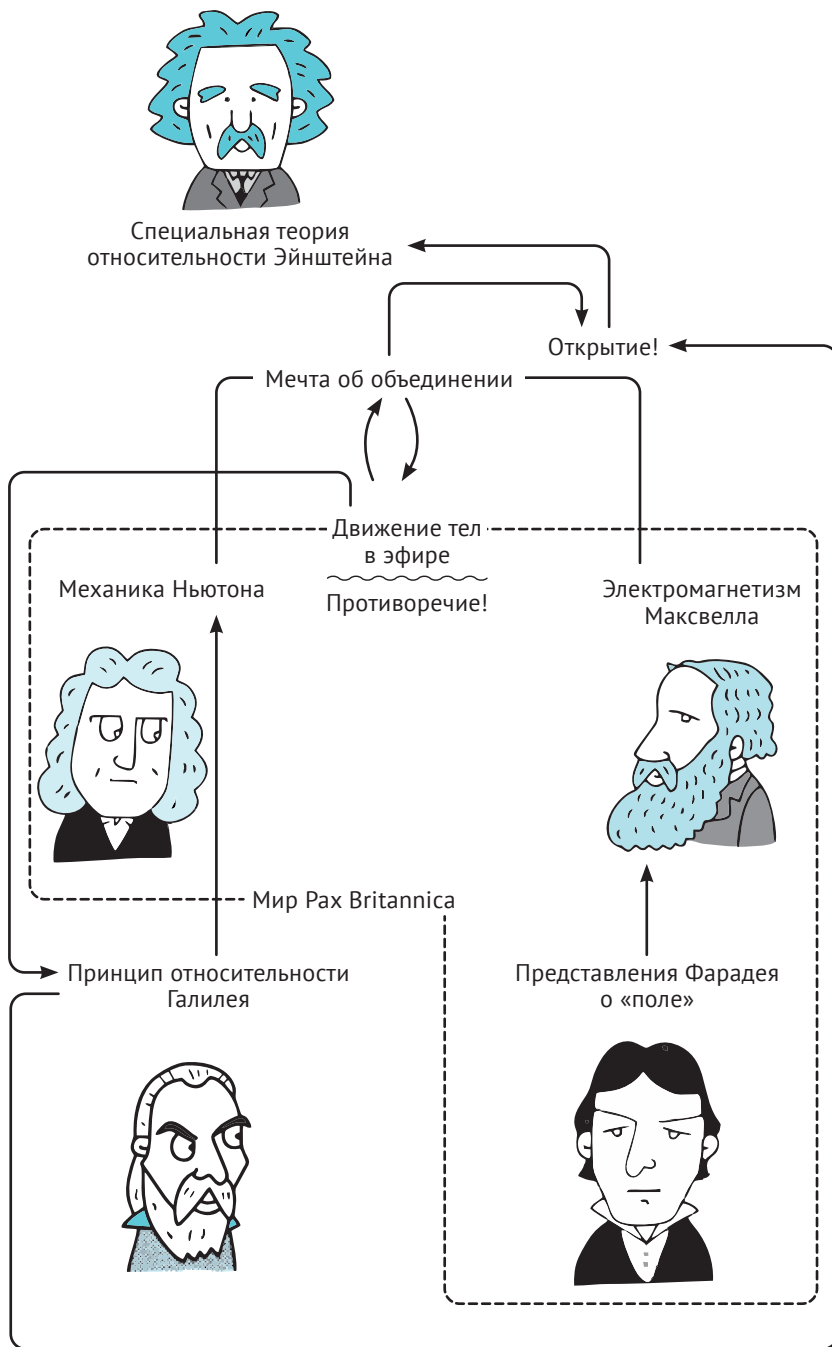 Специальная теория
относительности Эйнштейна
Открытие!
Мечта об объединении
Движение тел
в эфире
Противоречие!
Механика Ньютона
Электромагнетизм
Максвелла
Мир Pax Britannica
Принцип относительности
Галилея
Представления Фарадея
о «поле»